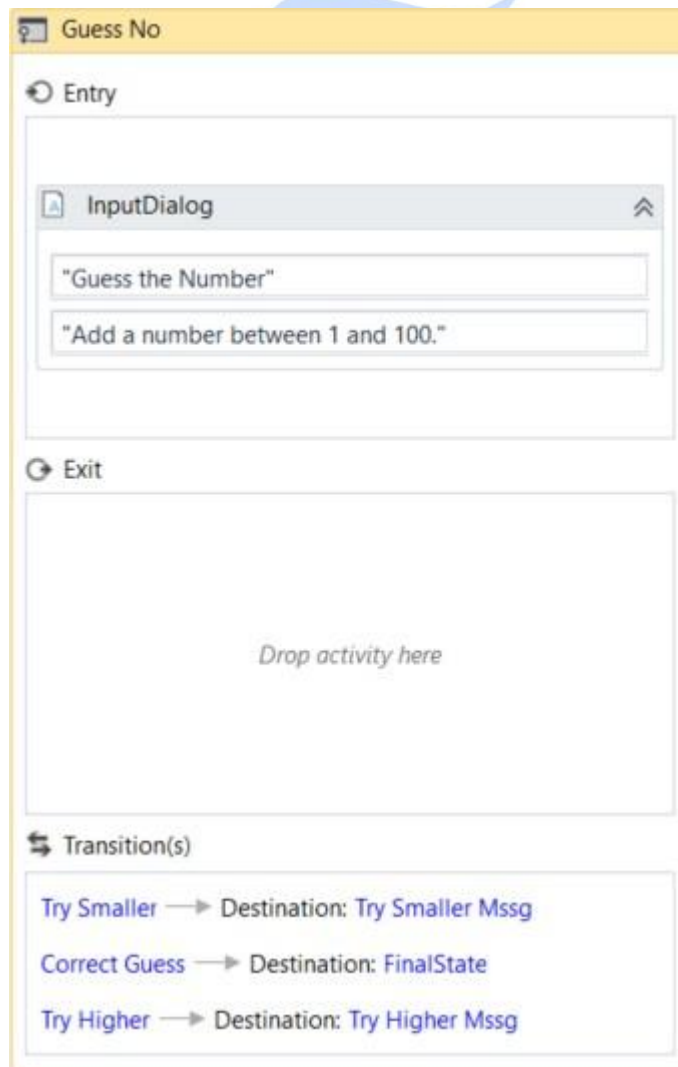 Guess No
Entry
InputDialog
"Guess the Number"
"Add a number between 1 and 100."
Exit
Drop activity here
Transition(s)
Try Smaller Destination: Try Smaller Mssg
Correct Guess Destination: FinalState
Try Higher Destination: Try Higher Mssg